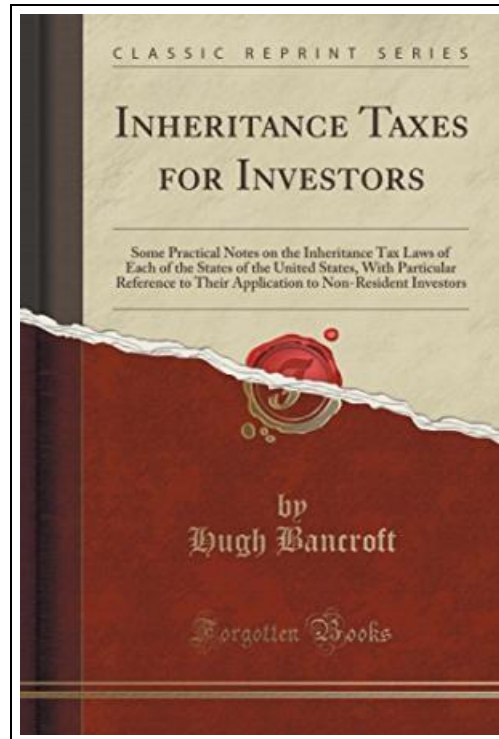 CLASSIC REPRINT SERIES
INHERITANCE TAXES
FOR INVESTORS
Some Practical Notes on the Inheritance Tax Laws of
Each of the States of the United States, With Particular
Reference to Their Application to Non-Resident Investors
by
Hugh Bancroft
Forgotten Books